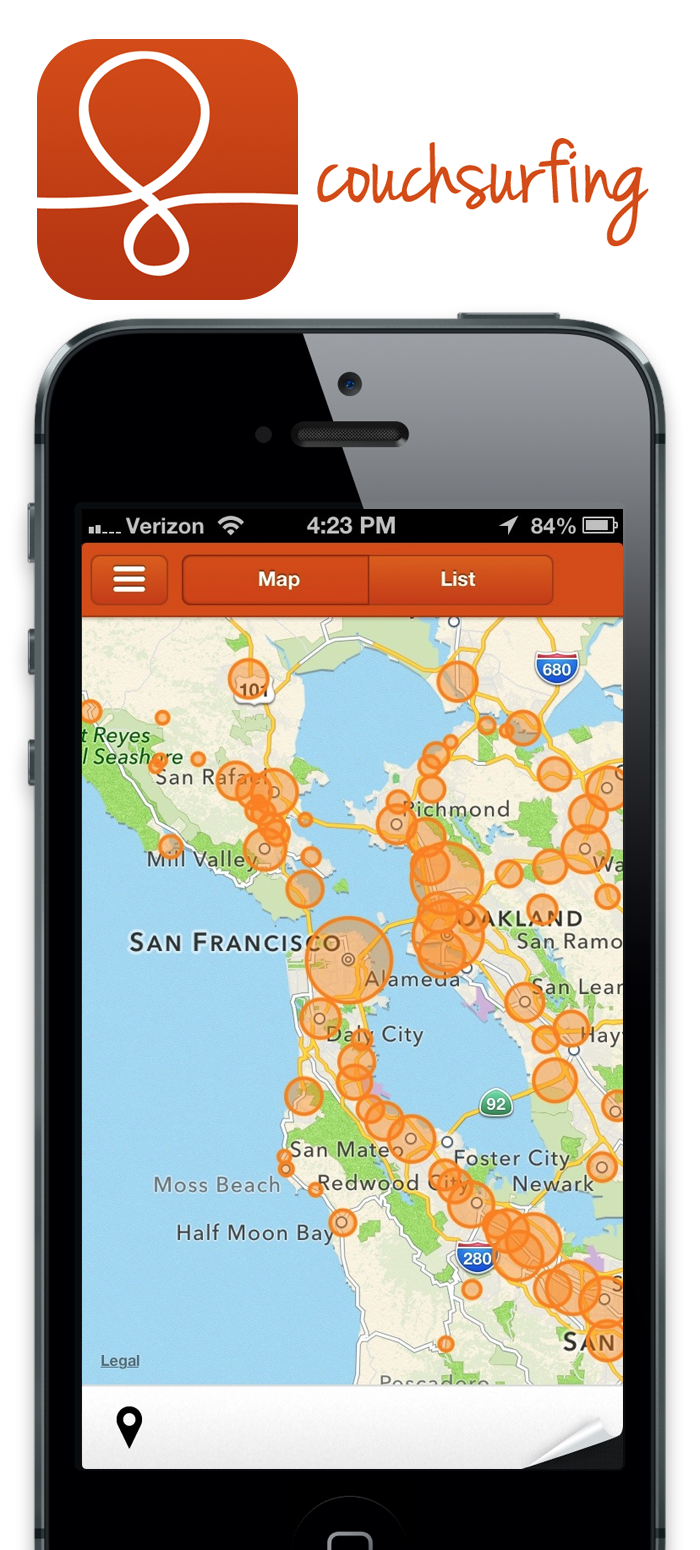 couchsurfing
Verizon 4:23 PM 84%
Map List
680
101
t Reyes
l Seashore
San Rafael
Richmond
Mill Valley
Wa
OAKLAND
SAN FRANCISCO
San Ramo
Alameda
San Lean
Daly City
Hay
92
San Mateo
Foster City
Moss Beach
Redwood City
Newark
Half Moon Bay
280
S
SAN
Legal
Pescadero